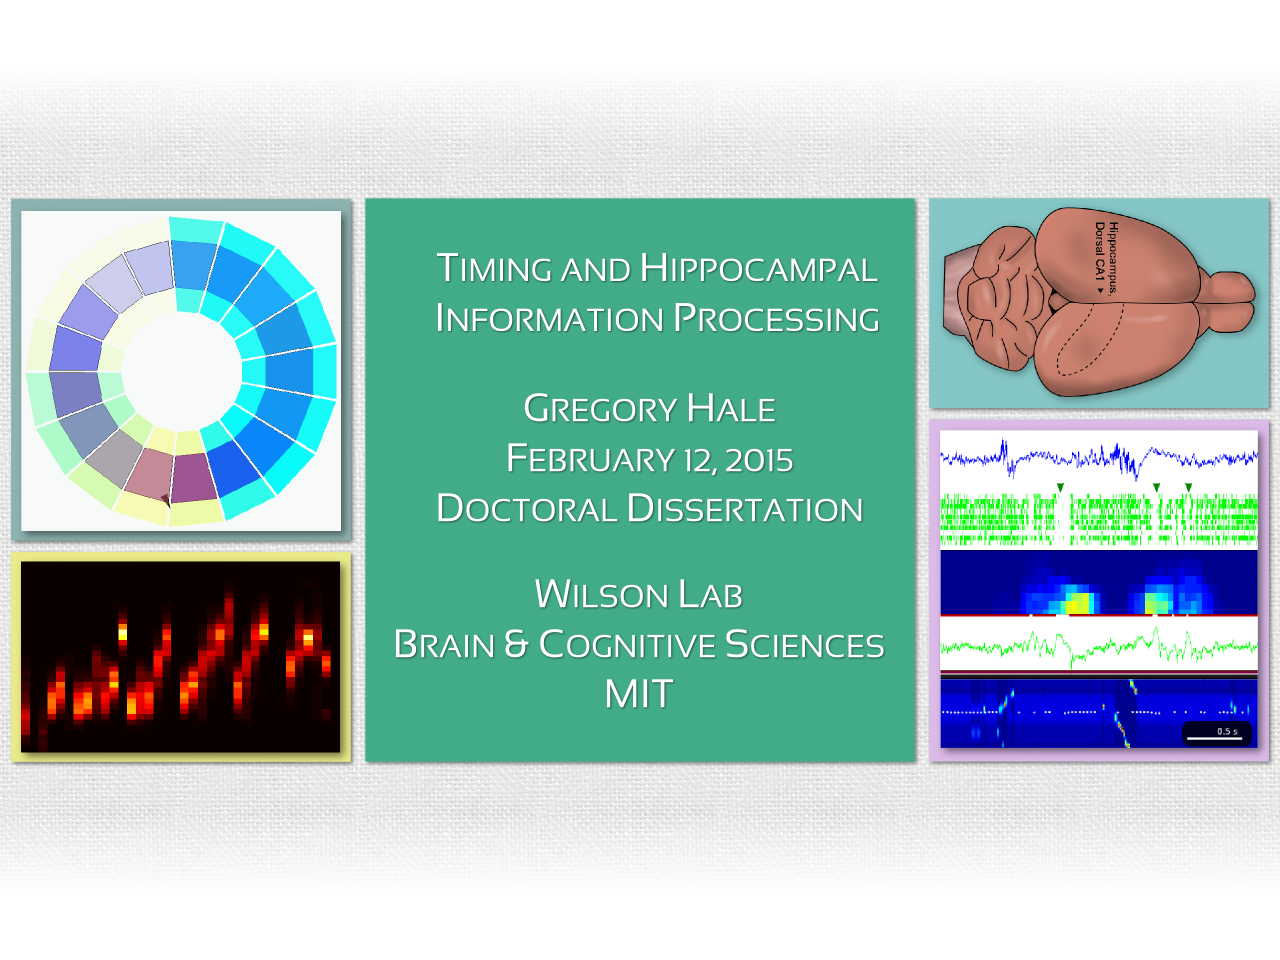 Timing and Hippocampal
Information Processing
Gregory Hale
February 12, 2015
Doctoral Dissertation
Wilson Lab
Brain & Cognitive Sciences
MIT
Hippocampus,
Dorsal CA1
0.5 s